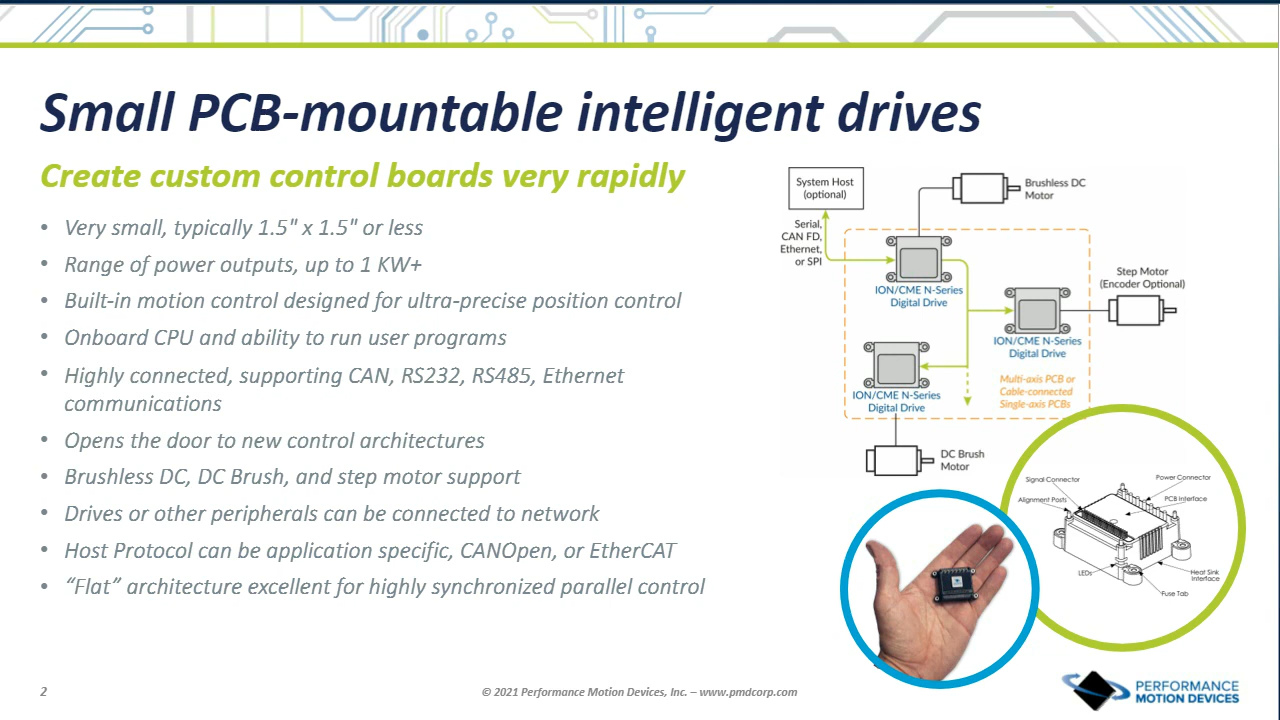 Small PCB-mountable intelligent drives
Create custom control boards very rapidly
• Very small, typically 1.5" x 1.5" or less
• Range of power outputs, up to 1 KW+
• Built-in motion control designed for ultra-precise position control
• Onboard CPU and ability to run user programs
• Highly connected, supporting CAN, RS232, RS485, Ethernet
communications
• Opens the door to new control architectures
• Brushless DC, DC Brush, and step motor support
• Drives or other peripherals can be connected to network
• Host Protocol can be application specific, CANOpen, or EtherCAT
• “Flat” architecture excellent for highly synchronized parallel control
System Host
(optional)
Serial,
CAN FD,
Ethernet,
or SPI
Brushless DC
Motor
ION/CME N-Series
Digital Drive
Step Motor
(Encoder Optional)
ION/CME N-Series
Digital Drive
ION/CME N-Series
Digital Drive
Multi-axis PCB or
Cable-connected
Single-axis PCBs
DC Brush
Motor
Signal Connector
Power Connector
Alignment Posts
PCB Interface
LEDs
Heat Sink
Interface
Fuse Tab
2
© 2021 Performance Motion Devices, Inc. – www.pmdcorp.com
PERFORMANCE
MOTION DEVICES